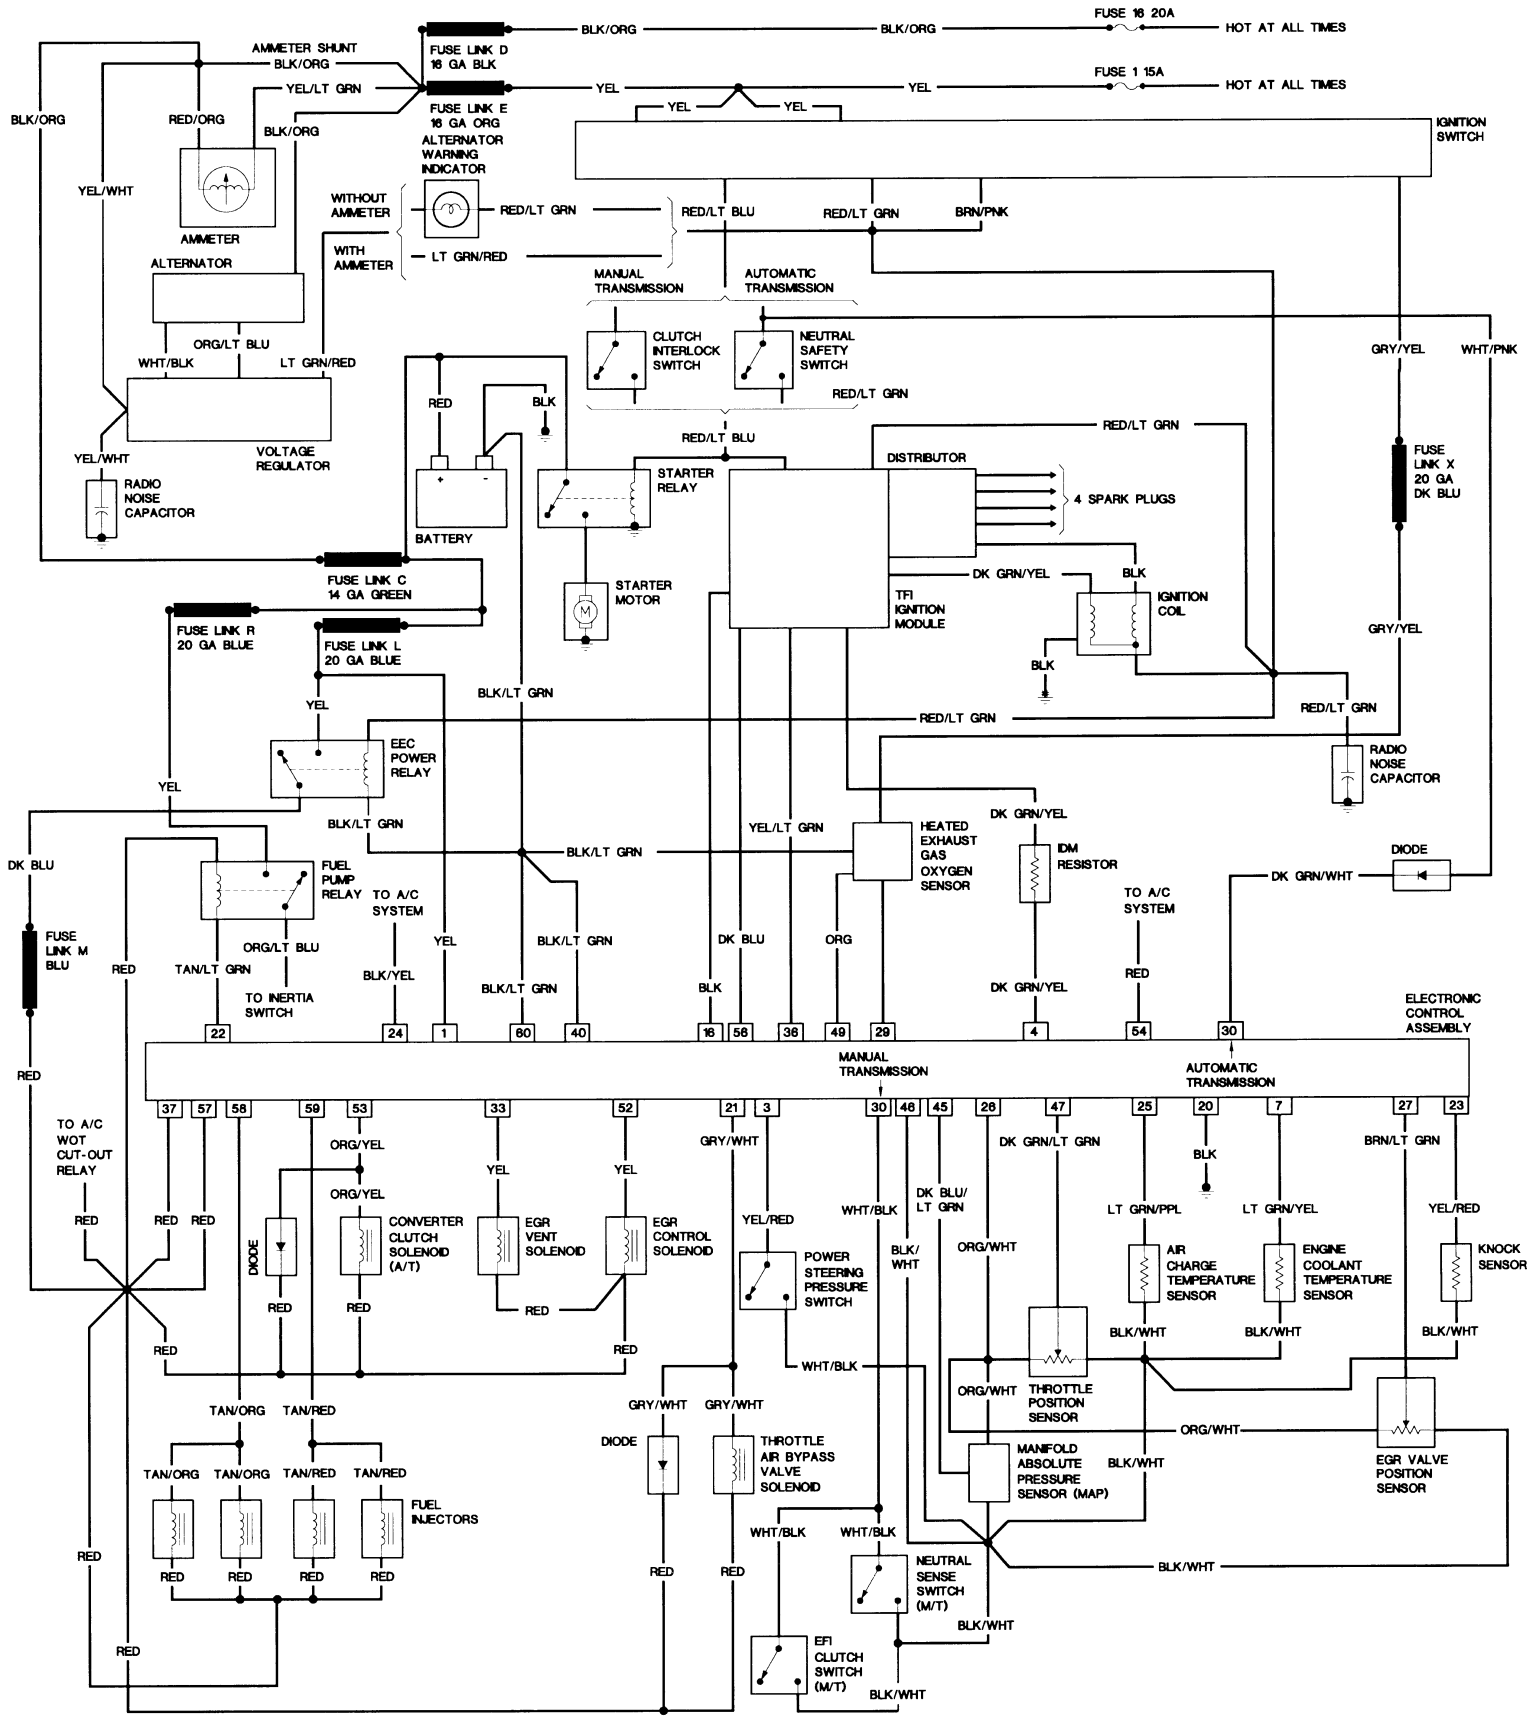 FUSE 16 20A
BLK/ORG
BLK/ORG
HOT AT ALL TIMES
AMMETER SHUNT
BLK/ORG
FUSE LINK D
16 GA BLK
FUSE 1 15A
YEL/LT GRN
YEL
YEL
HOT AT ALL TIMES
FUSE LINK E
16 GA ORG
YEL
YEL
BLK/ORG
RED/ORG
BLK/ORG
IGNITION
SWITCH
ALTERNATOR
WARNING
INDICATOR
YEL/WHT
WITHOUT
AMMETER
RED/LT GRN
RED/LT BLU
RED/LT GRN
BRN/PNK
AMMETER
WITH
AMMETER
LT GRN/RED
ALTERNATOR
MANUAL
TRANSMISSION
AUTOMATIC
TRANSMISSION
ORG/LT BLU
WHT/BLK
LT GRN/RED
CLUTCH
INTERLOCK
SWITCH
NEUTRAL
SAFETY
SWITCH
GRY/YEL
WHT/PNK
RED
BLK
RED/LT GRN
RED/LT BLU
RED/LT GRN
VOLTAGE
REGULATOR
YEL/WHT
DISTRIBUTOR
FUSE
LINK X
20 GA
DK BLU
RADIO
NOISE
CAPACITOR
+
-
BATTERY
STARTER
RELAY
4 SPARK PLUGS
FUSE LINK C
14 GA GREEN
STARTER
MOTOR
M
DK GRN/YEL
BLK
TFI
IGNITION
MODULE
IGNITION
COIL
FUSE LINK R
20 GA BLUE
FUSE LINK L
20 GA BLUE
GRY/YEL
BLK
YEL
BLK/LT GRN
RED/LT GRN
RED/LT GRN
EEC
POWER
RELAY
RADIO
NOISE
CAPACITOR
YEL
BLK/LT GRN
YEL/LT GRN
DK GRN/YEL
HEATED
EXHAUST
GAS
OXYGEN
SENSOR
BLK/LT GRN
IDM
RESISTOR
DIODE
DK BLU
FUEL
PUMP
RELAY
TO A/C
SYSTEM
TO A/C
SYSTEM
DK GRN/WHT
FUSE
LINK M
BLU
RED
ORG/LT BLU
TAN/LT GRN
YEL
BLK/LT GRN
DK BLU
ORG
BLK/YEL
BLK/LT GRN
BLK
DK GRN/YEL
RED
TO INERTIA
SWITCH
22
24
1
60
40
16
56
36
49
29
4
54
30
ELECTRONIC
CONTROL
ASSEMBLY
MANUAL
TRANSMISSION
AUTOMATIC
TRANSMISSION
RED
37
57
58
59
53
33
52
21
3
30
46
45
26
47
25
20
7
27
23
TO A/C
WOT
CUT-OUT
RELAY
ORG/YEL
GRY/WHT
DK GRN/LT GRN
BLK
BRN/LT GRN
YEL
YEL
ORG/YEL
DK BLU/
LT GRN
RED
RED
RED
YEL/RED
WHT/BLK
LT GRN/PPL
LT GRN/YEL
YEL/RED
DIODE
CONVERTER
CLUTCH
SOLENOID
(A/T)
EGR
VENT
SOLENOID
EGR
CONTROL
SOLENOID
BLK/
WHT
ORG/WHT
POWER
STEERING
PRESSURE
SWITCH
AIR
CHARGE
TEMPERATURE
SENSOR
ENGINE
COOLANT
TEMPERATURE
SENSOR
KNOCK
SENSOR
RED
RED
RED
RED
RED
BLK/WHT
BLK/WHT
BLK/WHT
WHT/BLK
ORG/WHT
THROTTLE
POSITION
SENSOR
TAN/ORG
TAN/RED
GRY/WHT
GRY/WHT
ORG/WHT
DIODE
THROTTLE
AIR BYPASS
VALVE
SOLENOID
MANIFOLD
ABSOLUTE
PRESSURE
SENSOR (MAP)
BLK/WHT
EGR VALVE
POSITION
SENSOR
TAN/ORG
TAN/ORG
TAN/RED
TAN/RED
FUEL
INJECTORS
WHT/BLK
WHT/BLK
RED
RED
RED
RED
RED
RED
RED
NEUTRAL
SENSE
SWITCH
(M/T)
BLK/WHT
BLK/WHT
RED
EFI
CLUTCH
SWITCH
(M/T)
BLK/WHT